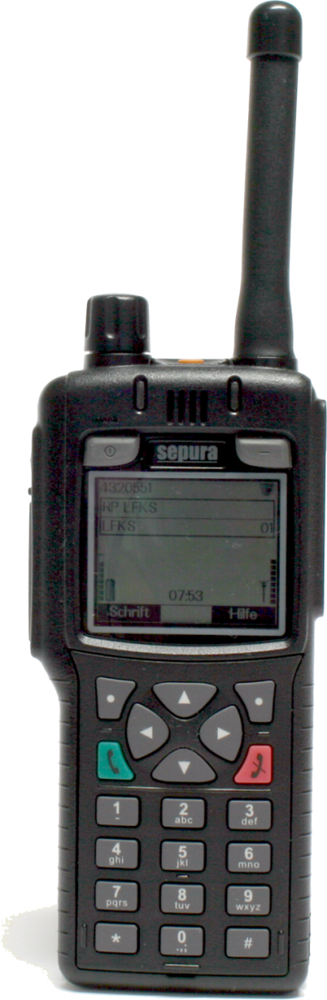 sepura
4320551
RP LFKS
LFKS 01
07:53
Schrift Hilfe
1 2 3
abc def
4 5 6
ghi jkl mno
7 8 9
pqrs tuv wxyz
* 0 #
.,;